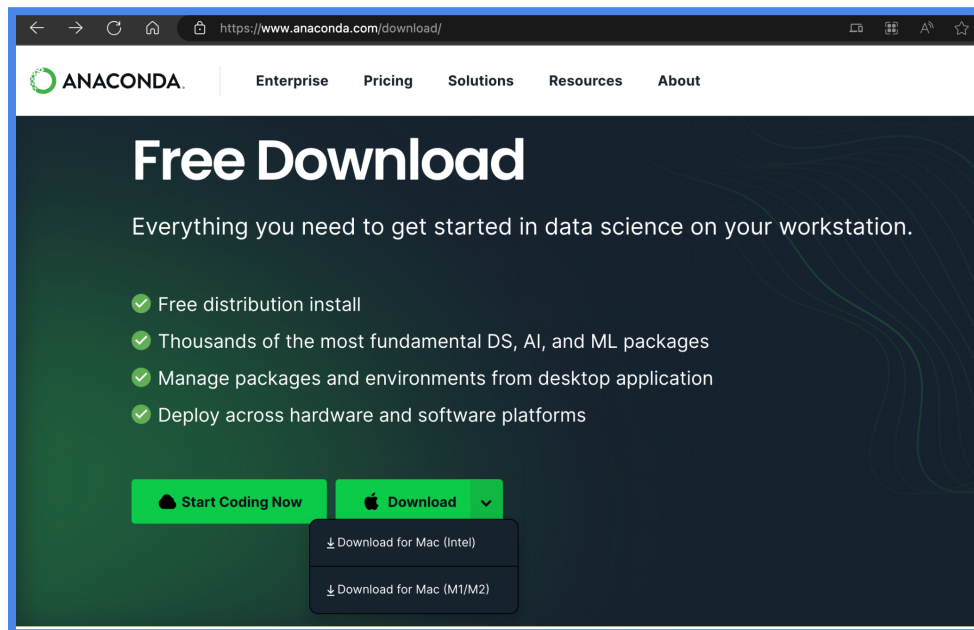 https://www.anaconda.com/download/
ANACONDA.
Enterprise Pricing Solutions Resources About
Free Download
Everything you need to get started in data science on your workstation.
Free distribution install
Thousands of the most fundamental DS, AI, and ML packages
Manage packages and environments from desktop application
Deploy across hardware and software platforms
Start Coding Now Download
Download for Mac (Intel)
Download for Mac (M1/M2)